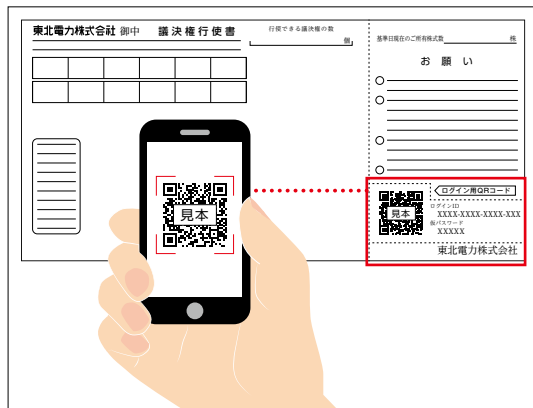 東北電力株式会社 御中 議決権行使書
行使できる議決権の数
個
基準日現在のご所有株式数 株
お願い
見本
見本
ログイン用QRコード
ログインID
XXXX-XXXX-XXXX-XXX
仮パスワード
XXXXX
東北電力株式会社